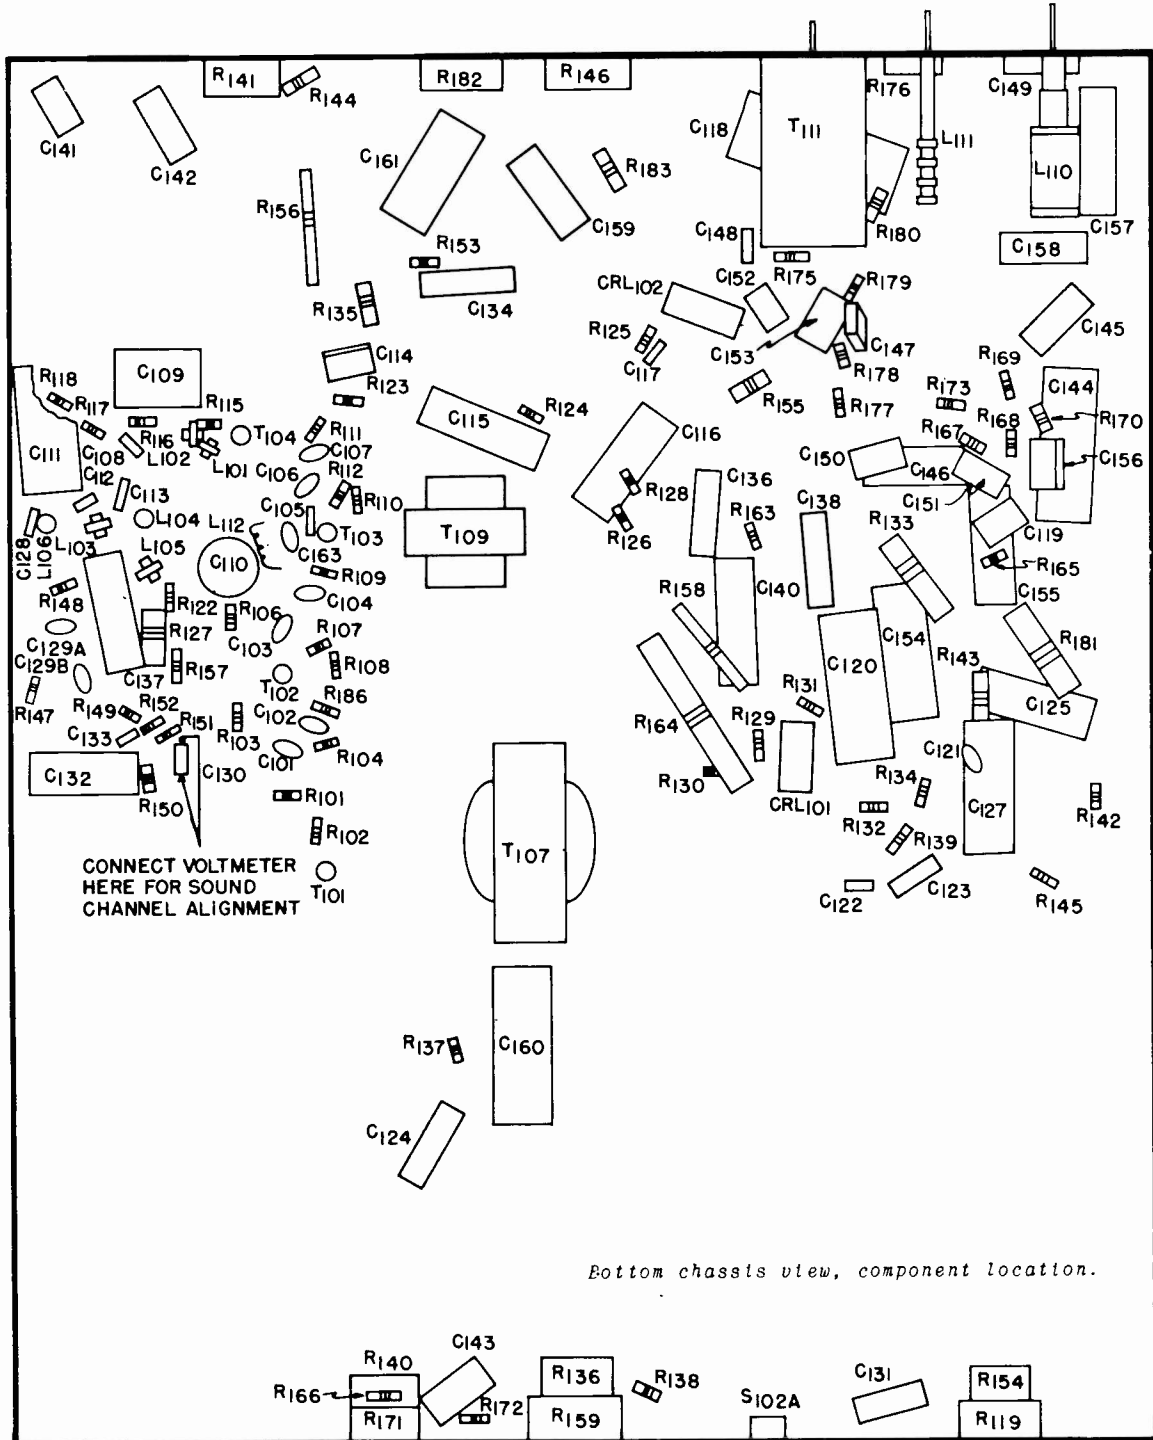 R141
R182
R146
R176
C149
R144
C141
C142
C161
C118
T111
L111
L110
R183
R156
C159
C148
R180
C157
R153
C158
CRL102
C152
R175
R179
R135
C134
C145
R125
C153
C147
C114
C117
R169
R118
C109
R123
R178
C144
R117
R115
R124
R155
R177
R173
R170
R116
T104
R111
C115
C116
R167
R168
C111
C108
L102
L101
C107
C150
C146
C156
C112
C113
C106
R112
R110
R128
C136
C138
C151
L104
L112
C105
T103
T109
R163
R133
C119
C128
L106
L103
L105
C110
C163
R126
R109
R165
R148
R122
R106
C104
R158
C140
C155
C129A
R127
C103
R107
C154
R181
C129B
C137
R157
R108
C120
R143
R147
T102
R131
R149
R152
R151
R103
R186
C102
R164
R129
C125
C133
C101
R104
C121
C132
C130
R130
R134
R150
R101
CRL101
C127
R132
R142
R102
R139
T107
CONNECT VOLTMETER
HERE FOR SOUND
CHANNEL ALIGNMENT
T101
C122
C123
R145
R137
C160
C124
Bottom chassis view, component location.
R140
C143
R136
R138
C131
R154
R166
S102A
R171
R172
R159
R119